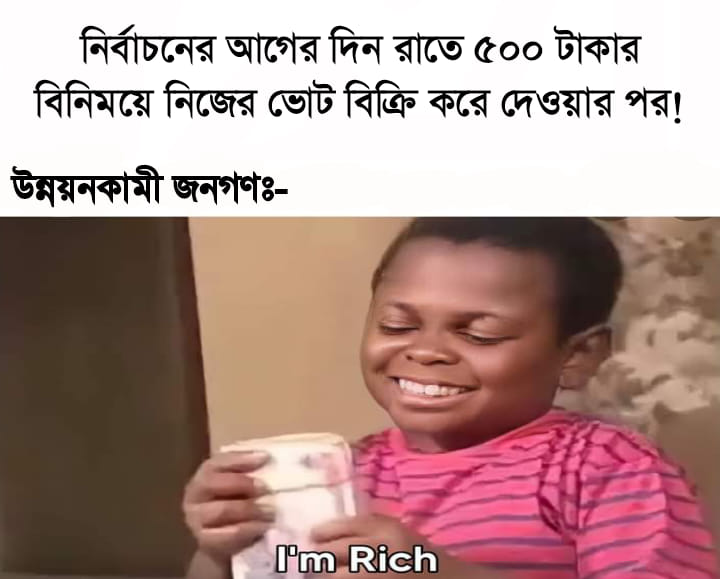 নির্বাচনের আগের দিন রাতে ৫০০ টাকার
বিনিময়ে নিজের ভোট বিক্রি করে দেওয়ার পর!
উন্নয়নকামী জনগণঃ-
I'm Rich